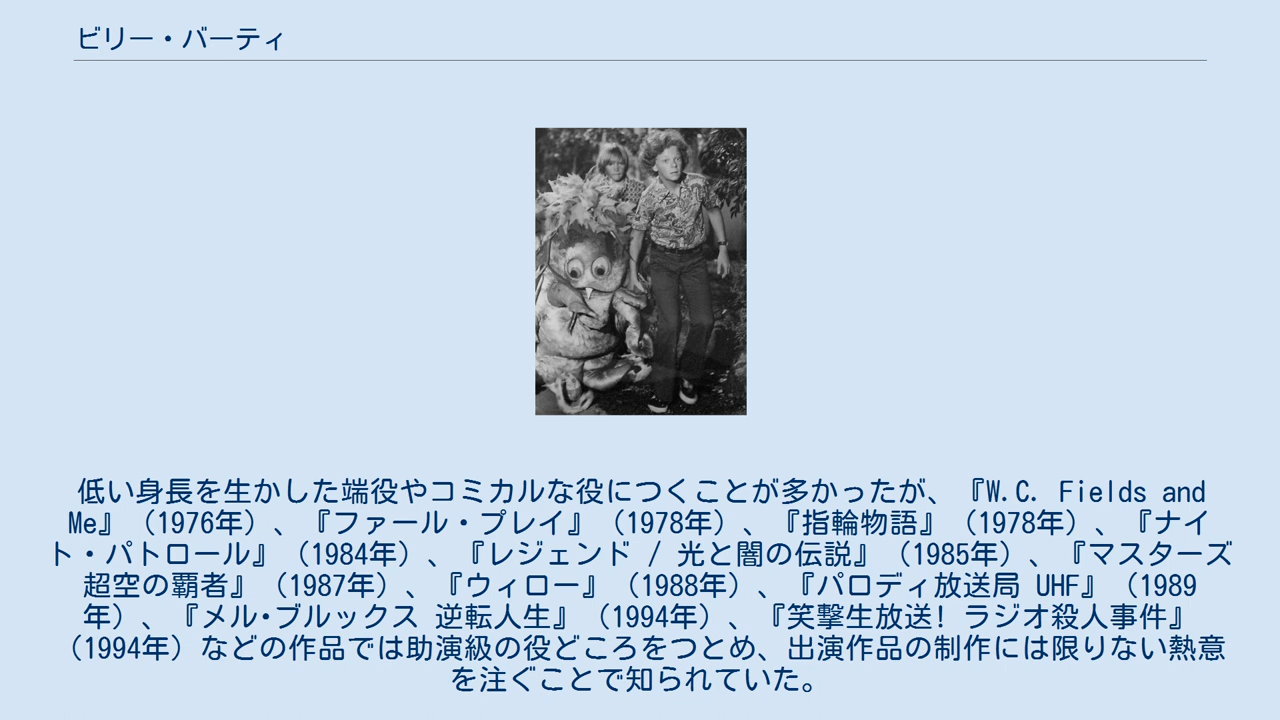 ビリー・バーティ
低い身長を生かした端役やコミカルな役につくことが多かったが、『W.C. Fields and
Me』（1976年）、『ファール・プレイ』（1978年）、『指輪物語』（1978年）、『ナイ
ト・パトロール』（1984年）、『レジェンド / 光と闇の伝説』（1985年）、『マスターズ
超空の覇者』（1987年）、『ウィロー』（1988年）、『パロディ放送局 UHF』（1989
年）、『メル・ブルックス 逆転人生』（1994年）、『笑撃生放送! ラジオ殺人事件』
（1994年）などの作品では助演級の役どころをつとめ、出演作品の制作には限りない熱意
を注ぐことで知られていた。